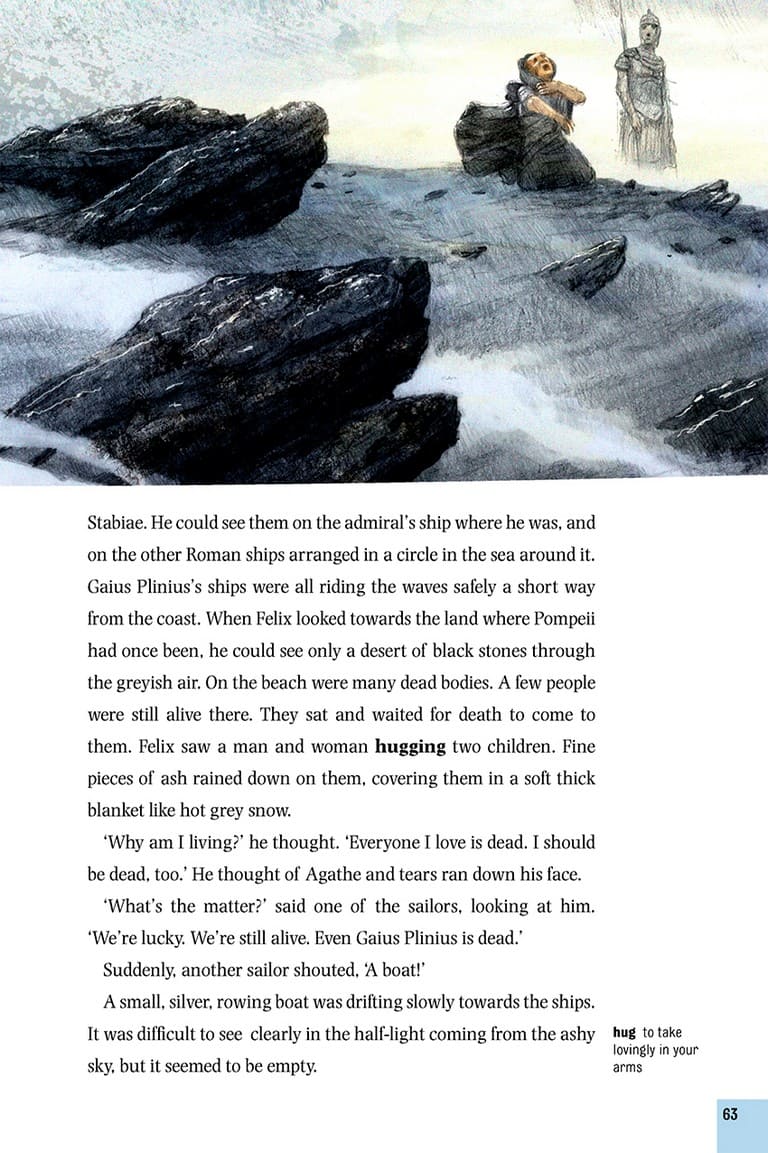 Stabiae. He could see them on the admiral's ship where he was, and
on the other Roman ships arranged in a circle in the sea around it.
Gaius Plinius's ships were all riding the waves safely a short way
from the coast. When Felix looked towards the land where Pompeii
had once been, he could see only a desert of black stones through
the greyish air. On the beach were many dead bodies. A few people
were still alive there. They sat and waited for death to come to
them. Felix saw a man and woman hugging two children. Fine
pieces of ash rained down on them, covering them in a soft thick
blanket like hot grey snow.
‘Why am I living?’ he thought. ‘Everyone I love is dead. I should
be dead, too.’ He thought of Agathe and tears ran down his face.
‘What's the matter?’ said one of the sailors, looking at him.
‘We're lucky. We're still alive. Even Gaius Plinius is dead.’
Suddenly, another sailor shouted, ‘A boat!’
A small, silver, rowing boat was drifting slowly towards the ships.
It was difficult to see clearly in the half-light coming from the ashy
sky, but it seemed to be empty.
hug to take
lovingly in your
arms
63